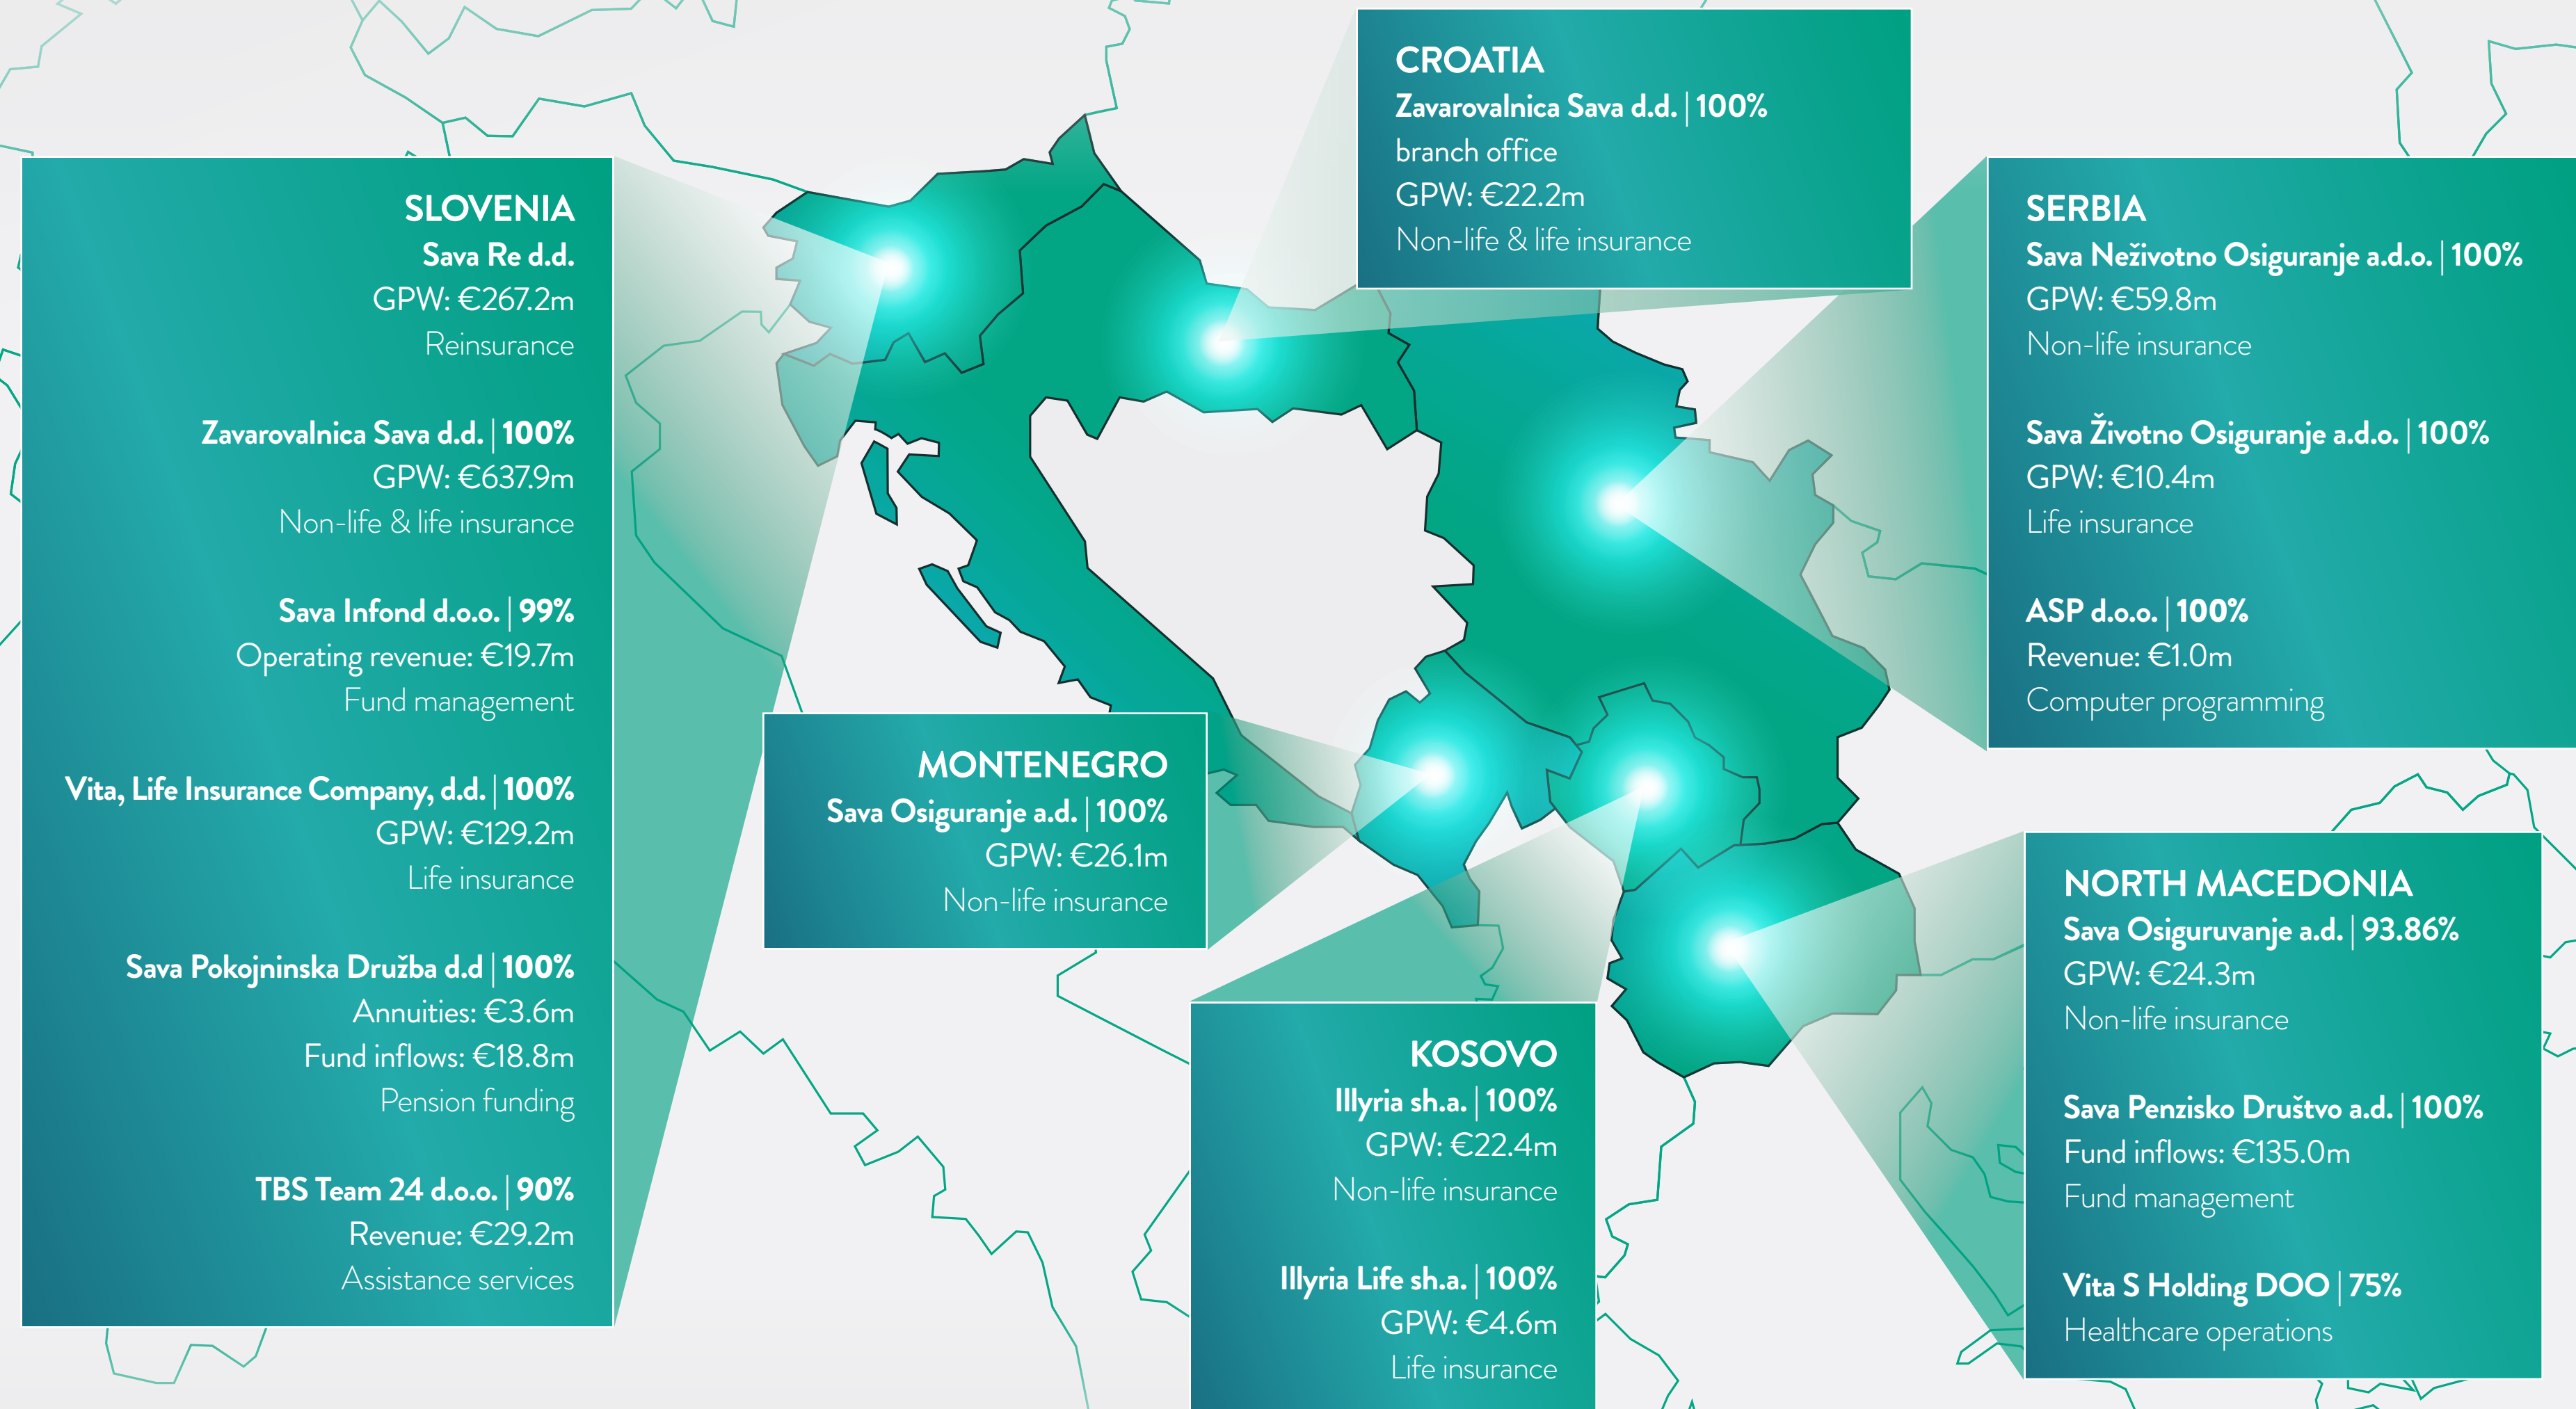 SLOVENIA
Sava Re d.d.
GPW: €267.2m
Reinsurance
Zavarovalnica Sava d.d. | 100%
GPW: €637.9m
Non-life & life insurance
Sava Infond d.o.o. | 99%
Operating revenue: €19.7m
Fund management
Vita, Life Insurance Company, d.d. | 100%
GPW: €129.2m
Life insurance
Sava Pokojninska Družba d.d | 100%
Annuities: €3.6m
Fund inflows: €18.8m
Pension funding
TBS Team 24 d.o.o. | 90%
Revenue: €29.2m
Assistance services
CROATIA
Zavarovalnica Sava d.d. | 100%
branch office
GPW: €22.2m
Non-life & life insurance
SERBIA
Sava Neživotno Osiguranje a.d.o. | 100%
GPW: €59.8m
Non-life insurance
Sava Životno Osiguranje a.d.o. | 100%
GPW: €10.4m
Life insurance
ASP d.o.o. | 100%
Revenue: €1.0m
Computer programming
MONTENEGRO
Sava Osiguranje a.d. | 100%
GPW: €26.1m
Non-life insurance
KOSOVO
Illyria sh.a. | 100%
GPW: €22.4m
Non-life insurance
Illyria Life sh.a. | 100%
GPW: €4.6m
Life insurance
NORTH MACEDONIA
Sava Osiguruvanje a.d. | 93.86%
GPW: €24.3m
Non-life insurance
Sava Penzisko Društvo a.d. | 100%
Fund inflows: €135.0m
Fund management
Vita S Holding DOO | 75%
Healthcare operations